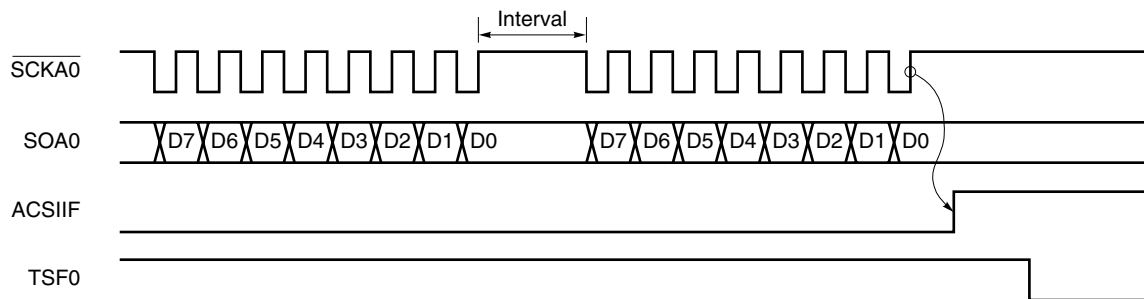 Interval
SCKA0
SOA0 D7 D6 D5 D4 D3 D2 D1 D0 D7 D6 D5 D4 D3 D2 D1 D0
ACSIIF
TSF0